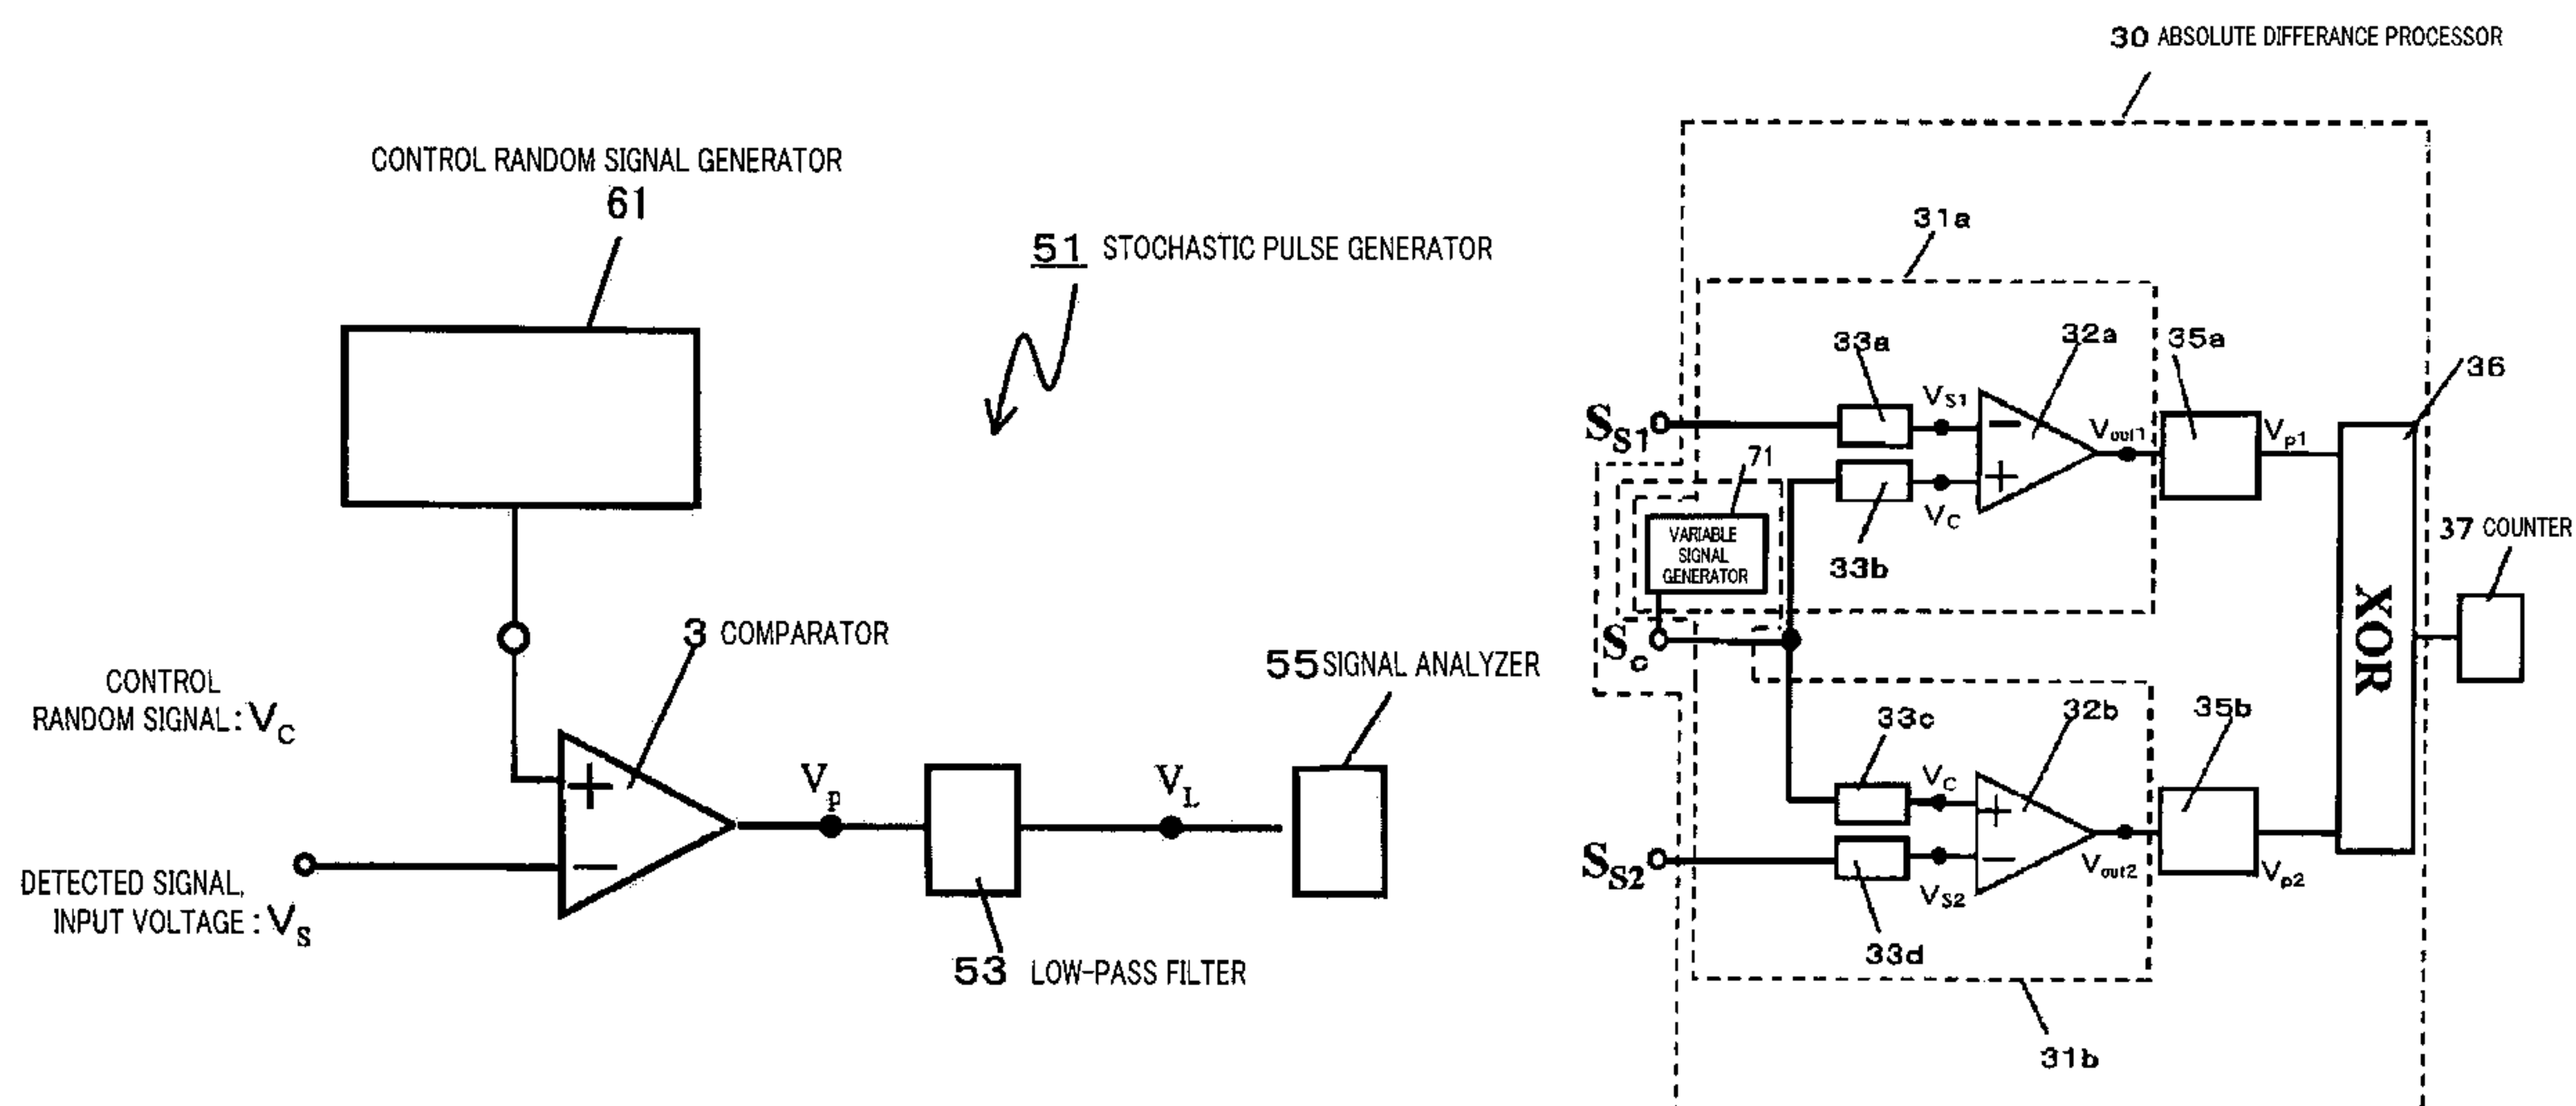 CONTROL RANDOM SIGNAL GENERATOR
61
51 STOCHASTIC PULSE GENERATOR
3 COMPARATOR
CONTROL
RANDOM SIGNAL: VC
+
−
DETECTED SIGNAL,
INPUT VOLTAGE: VS
Vp
VL
53 LOW-PASS FILTER
55 SIGNAL ANALYZER
30 ABSOLUTE DIFFERANCE PROCESSOR
31a
33a
32a
35a
36
SS1
VS1
−
Vout1
Vp1
71
VARIABLE
SIGNAL
GENERATOR
33b
VC
+
37 COUNTER
XOR
Sc
33c
32b
35b
VC
+
SS2
−
VS2
Vout2
Vp2
33d
31b